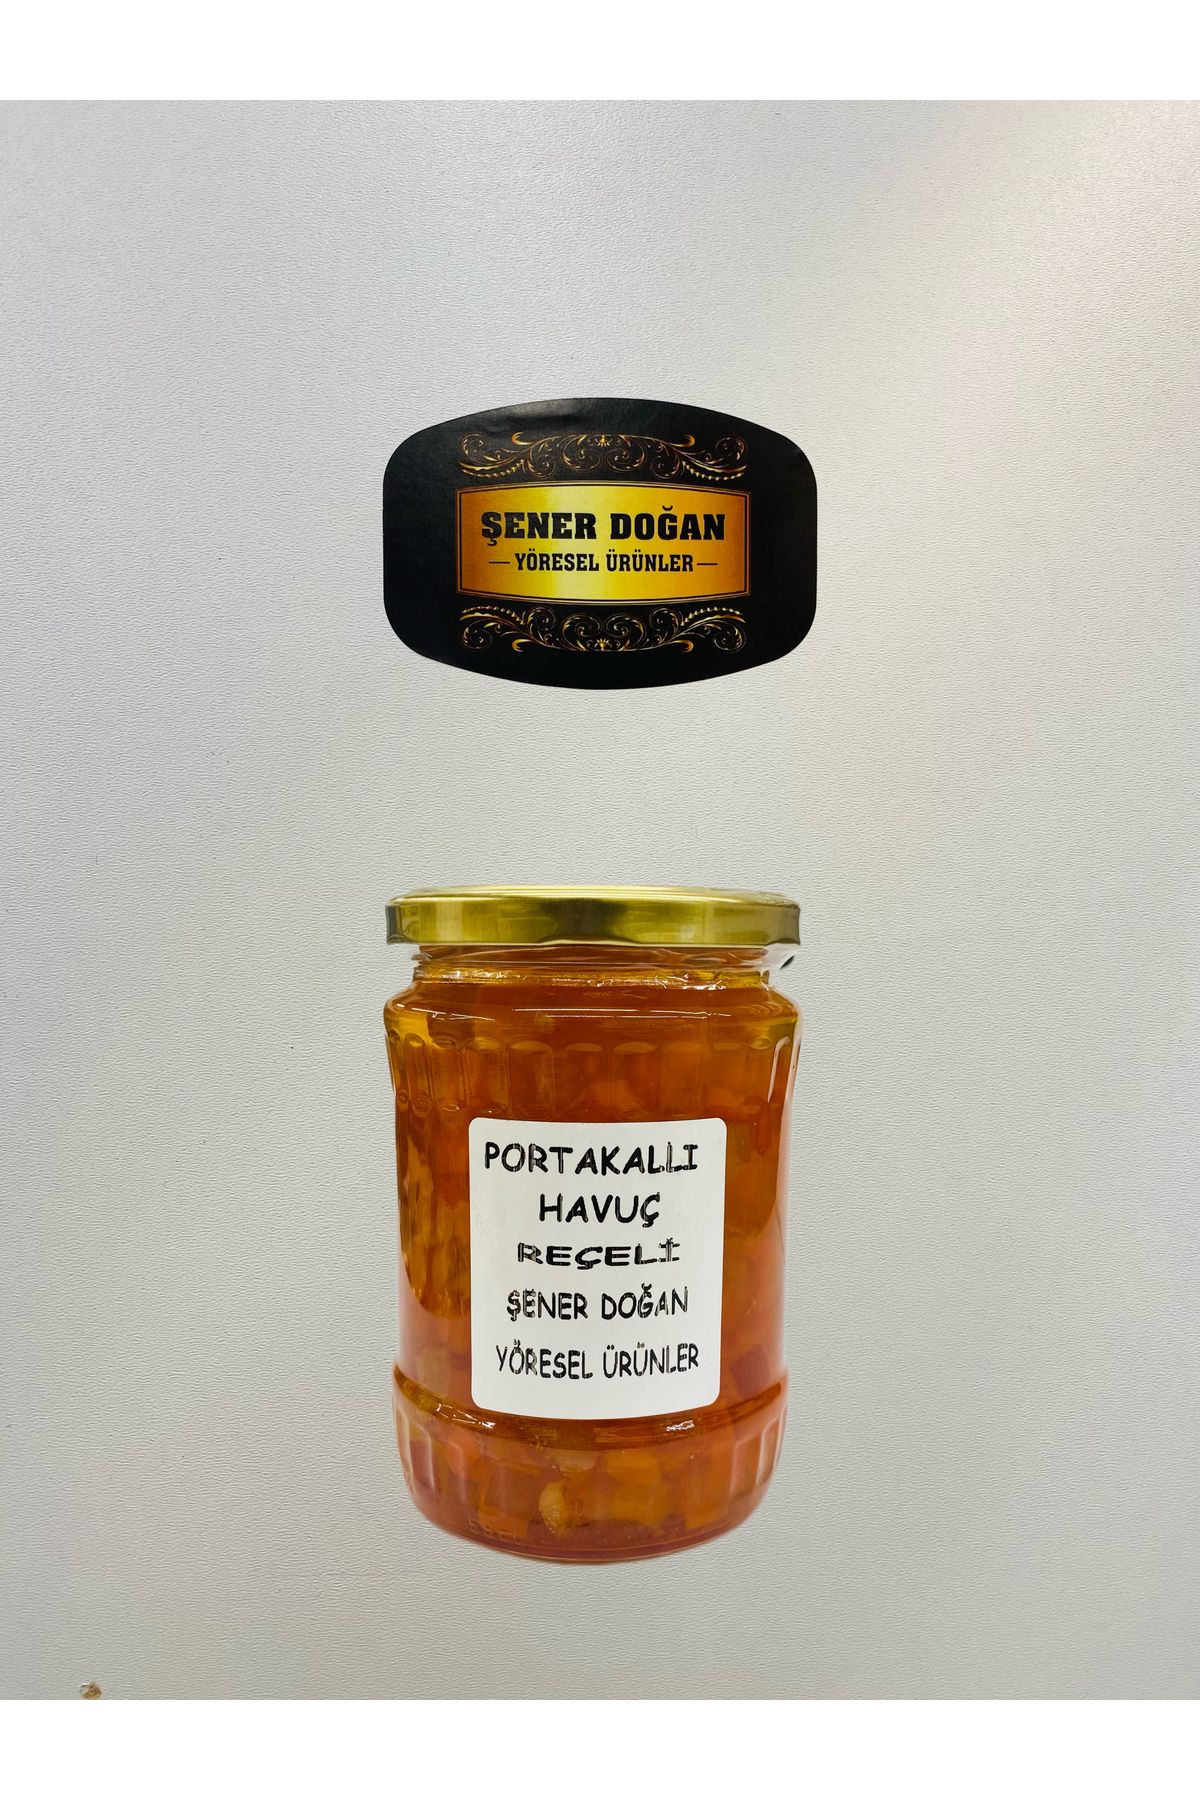 ŞENER DOĞAN
YÖRESEL ÜRÜNLER
PORTAKALLI
HAVUÇ
REÇELİ
ŞENER DOĞAN
YÖRESEL ÜRÜNLER